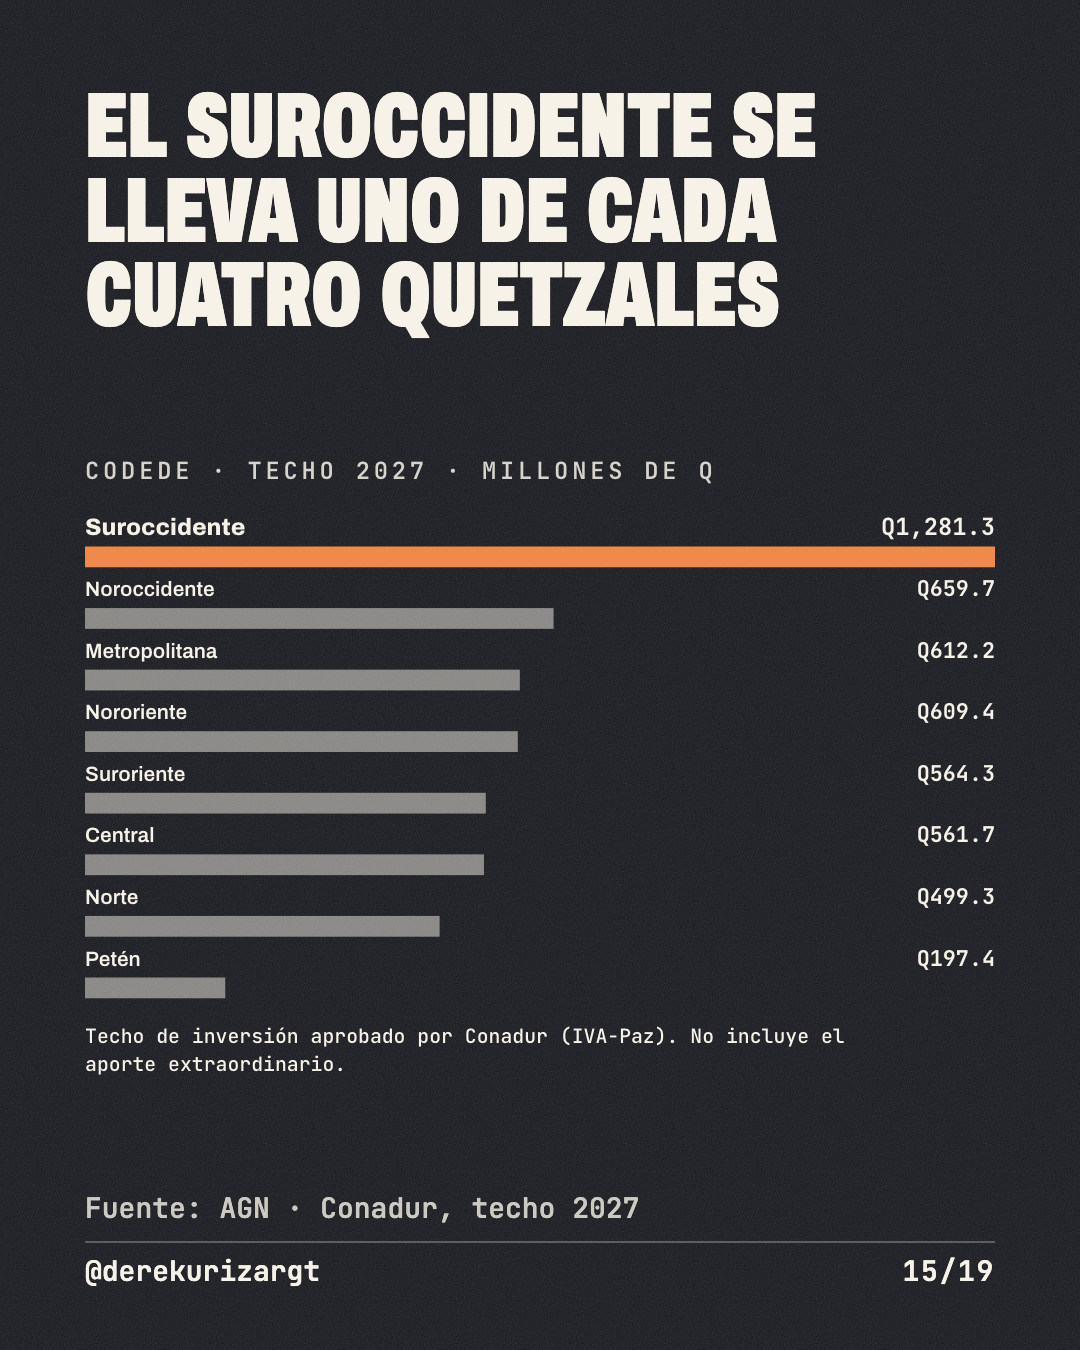 EL SUROCCIDENTE SE
LLEVA UNO DE CADA
CUATRO QUETZALES
CODEDE · TECHO 2027 · MILLONES DE Q
Suroccidente Q1,281.3
Noroccidente Q659.7
Metropolitana Q612.2
Nororiente Q609.4
Suroriente Q564.3
Central Q561.7
Norte Q499.3
Petén Q197.4
Techo de inversión aprobado por Conadur (IVA-Paz). No incluye el
aporte extraordinario.
Fuente: AGN · Conadur, techo 2027
@derekurizargt 15/19